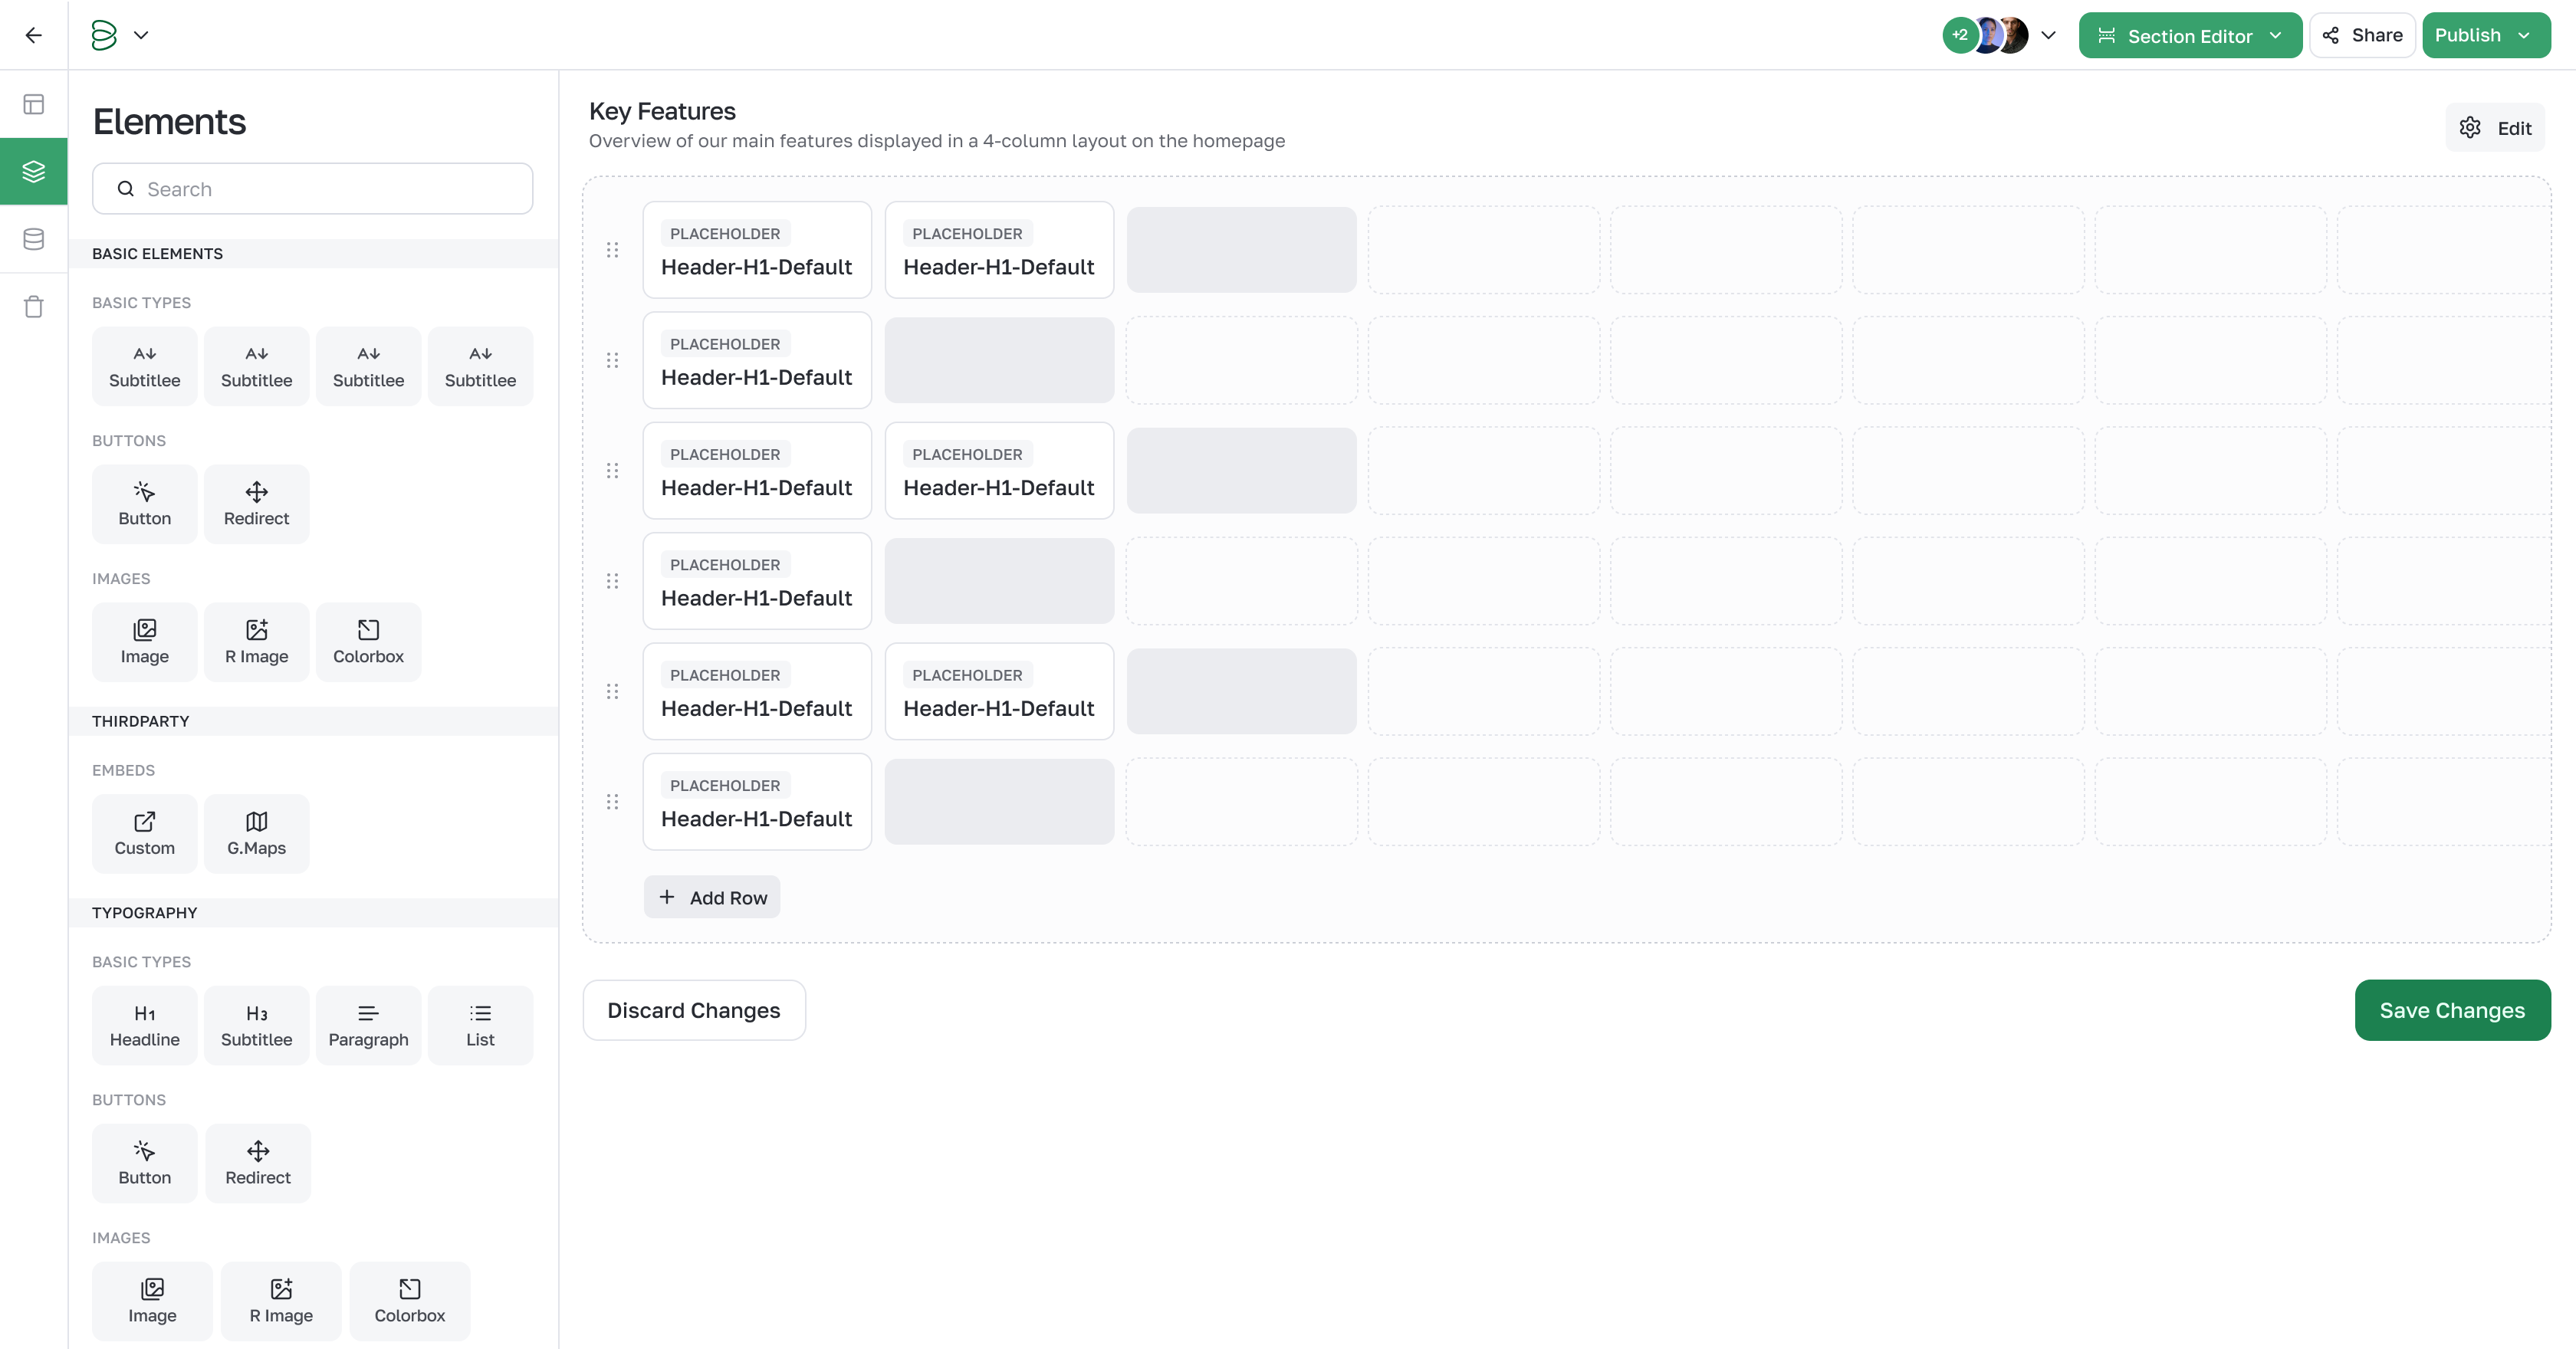 +2
Section Editor
Share
Publish
Elements
Search
BASIC ELEMENTS
BASIC TYPES
Subtitlee Subtitlee Subtitlee Subtitlee
BUTTONS
Button Redirect
IMAGES
Image R Image Colorbox
THIRDPARTY
EMBEDS
Custom G.Maps
TYPOGRAPHY
BASIC TYPES
H1 H3
Headline Subtitlee Paragraph List
BUTTONS
Button Redirect
IMAGES
Image R Image Colorbox
Key Features
Overview of our main features displayed in a 4-column layout on the homepage
Edit
PLACEHOLDER PLACEHOLDER
Header-H1-Default Header-H1-Default
PLACEHOLDER
Header-H1-Default
PLACEHOLDER PLACEHOLDER
Header-H1-Default Header-H1-Default
PLACEHOLDER
Header-H1-Default
PLACEHOLDER PLACEHOLDER
Header-H1-Default Header-H1-Default
PLACEHOLDER
Header-H1-Default
Add Row
Discard Changes
Save Changes